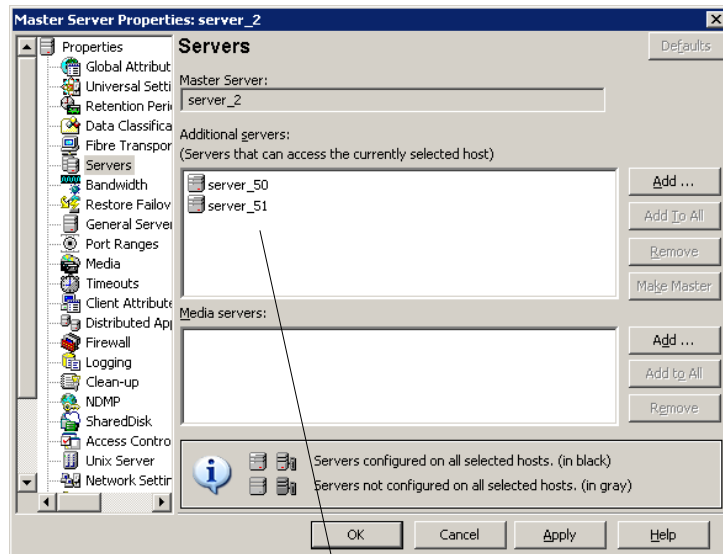 Master Server Properties: server_2
Properties
Global Attribut
Universal Setti
Retention Peri
Data Classifica
Fibre Transpor
Servers
Bandwidth
Restore Failov
General Server
Port Ranges
Media
Timeouts
Client Attribute
Distributed App
Firewall
Logging
Clean-up
NDMP
SharedDisk
Access Contro
Unix Server
Network Settin
Servers
Defaults
Master Server:
server_2
Additional servers:
(Servers that can access the currently selected host)
server_50
server_51
Add ...
Add To All
Remove
Make Master
Media servers:
Add ...
Add to All
Remove
Servers configured on all selected hosts. (in black)
Servers not configured on all selected hosts. (in gray)
OK
Cancel
Apply
Help